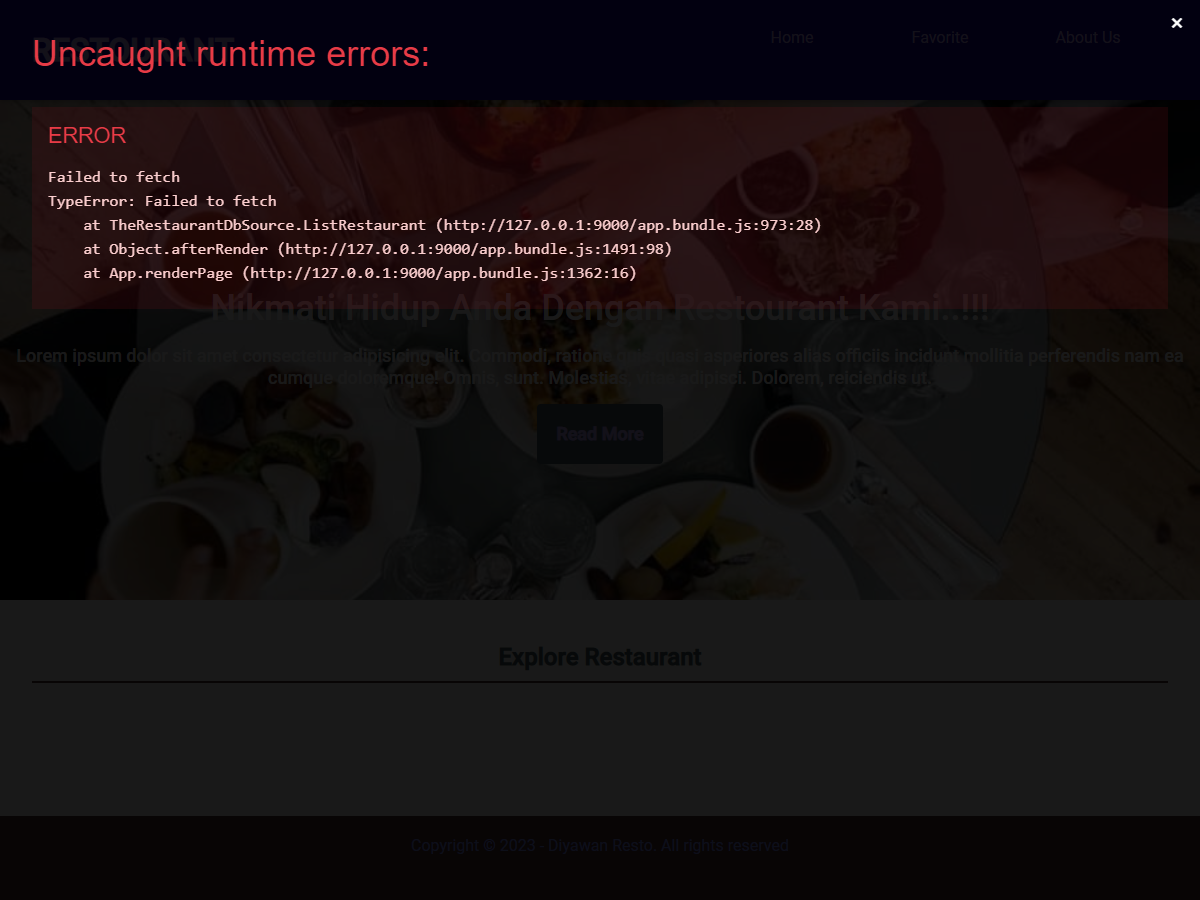 RESTOURANT
Home Favorite About Us
×
Uncaught runtime errors:
ERROR
Failed to fetch
TypeError: Failed to fetch
at TheRestaurantDbSource.ListRestaurant (http://127.0.0.1:9000/app.bundle.js:973:28)
at Object.afterRender (http://127.0.0.1:9000/app.bundle.js:1491:98)
at App.renderPage (http://127.0.0.1:9000/app.bundle.js:1362:16)
Nikmati Hidup Anda Dengan Restourant Kami..!!!
Lorem ipsum dolor sit amet consectetur adipisicing elit. Commodi, ratione quasi asperiores alias officiis incidunt mollitia perferendis nam ea
cumque doloremque! Omnis, sunt. Molestias adipisci. Dolorem, reiciendis ut.
Read More
Explore Restaurant
Copyright © 2023 - Diyawan Resto. All rights reserved